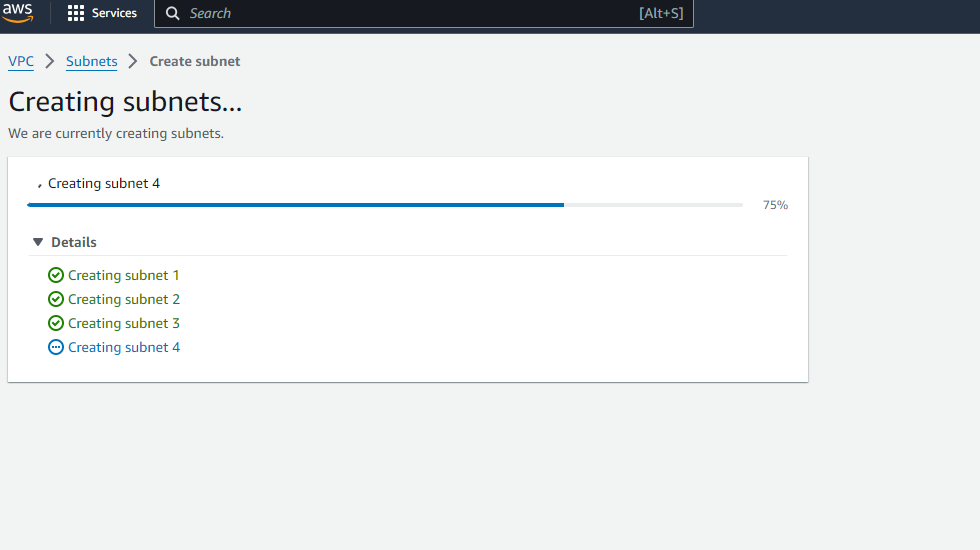 aws Services Search [Alt+S]
VPC Subnets Create subnet
Creating subnets...
We are currently creating subnets.
Creating subnet 4
75%
Details
Creating subnet 1
Creating subnet 2
Creating subnet 3
Creating subnet 4